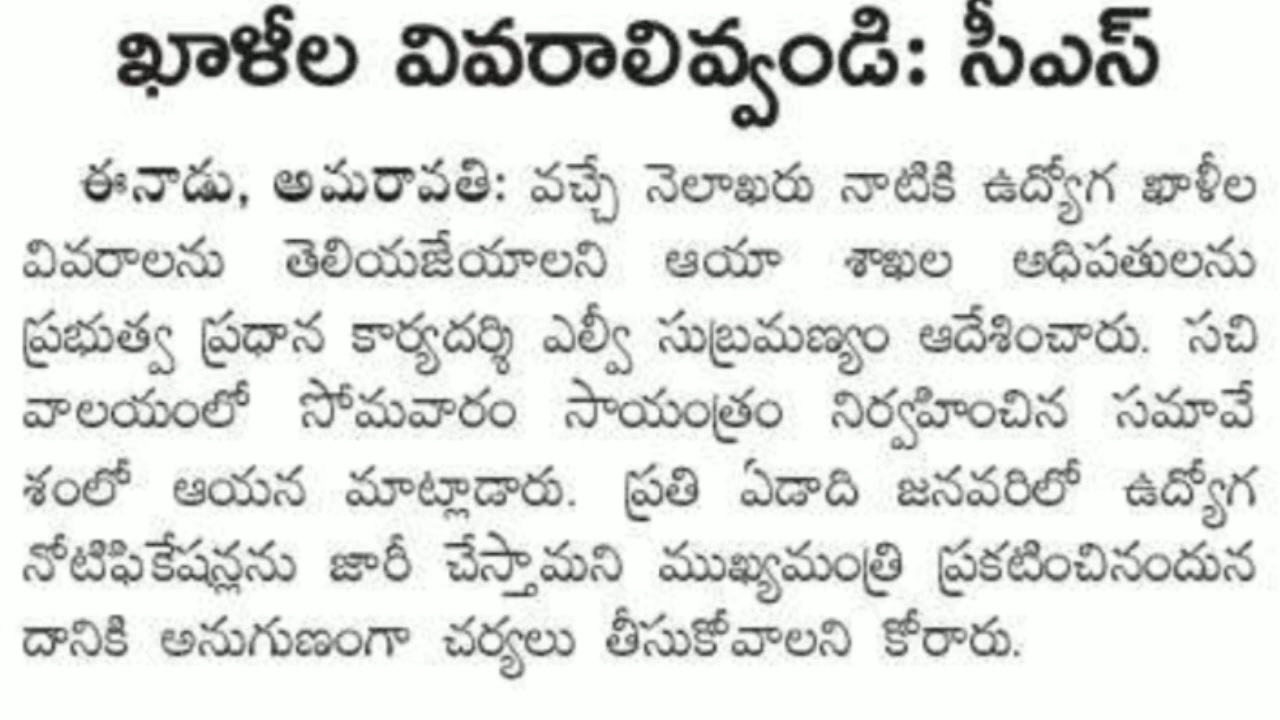 ఖాళీల వివరాలివ్వండి: సీఎస్
ఈనాడు, అమరావతి: వచ్చే నెలాఖరు నాటికి ఉద్యోగ ఖాళీల
వివరాలను తెలియజేయాలని ఆయా శాఖల అధిపతులను
ప్రభుత్వ ప్రధాన కార్యదర్శి ఎల్వీ సుబ్రమణ్యం ఆదేశించారు. సచి
వాలయంలో సోమవారం సాయంత్రం నిర్వహించిన సమావే
శంలో ఆయన మాట్లాడారు. ప్రతి ఏడాది జనవరిలో ఉద్యోగ
నోటిఫికేషన్లను జారీ చేస్తామని ముఖ్యమంత్రి ప్రకటించినందున
దానికి అనుగుణంగా చర్యలు తీసుకోవాలని కోరారు.